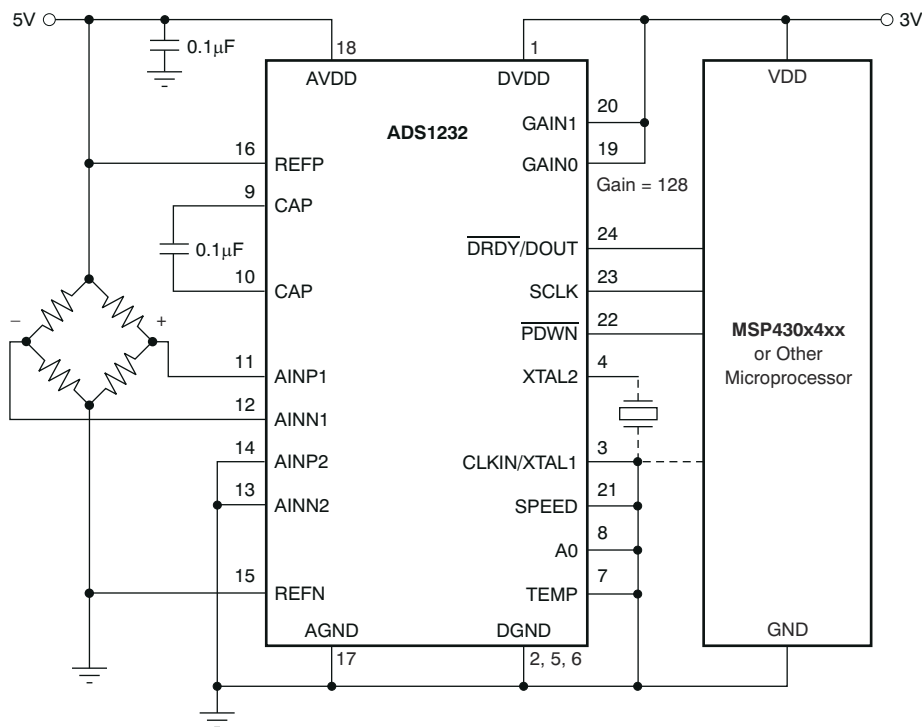 5V
3V
0.1μF
18
1
AVDD
DVDD
VDD
ADS1232
20
GAIN1
19
GAIN0
Gain = 128
16
REFP
9
CAP
0.1μF
10
CAP
24
DRDY/DOUT
23
SCLK
22
PDWN
MSP430x4xx
or Other
Microprocessor
–
+
11
AINP1
4
XTAL2
12
AINN1
14
AINP2
3
CLKIN/XTAL1
13
AINN2
21
SPEED
8
A0
15
REFN
7
TEMP
AGND
DGND
GND
17
2, 5, 6